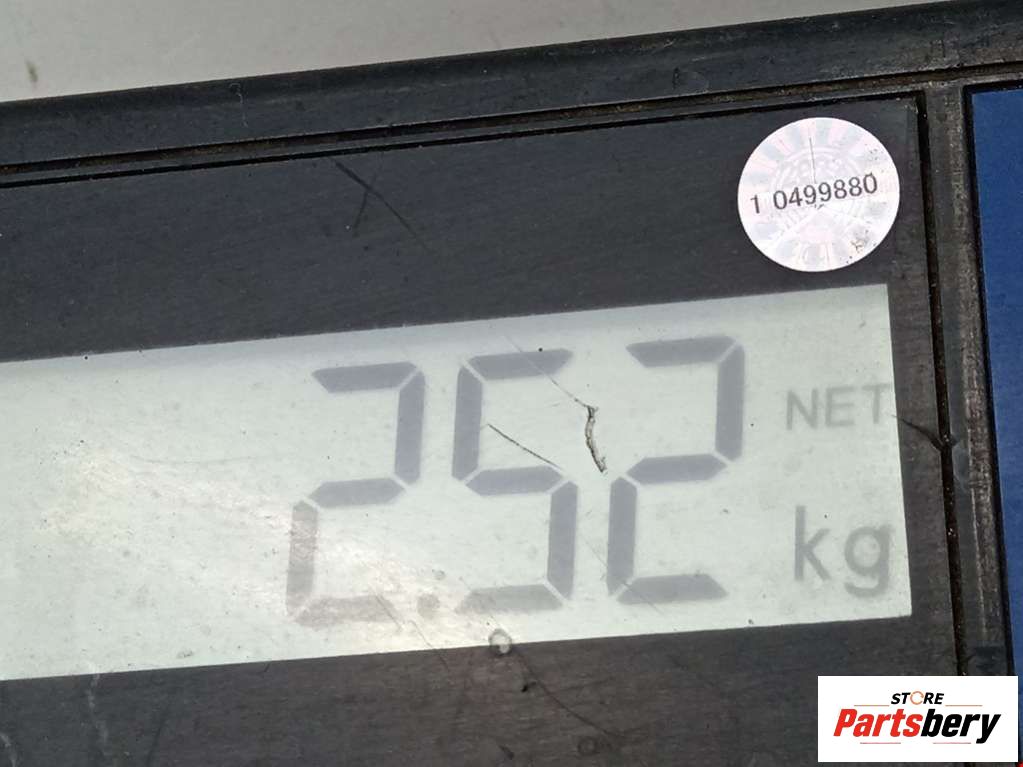 1 0499880
2.52
NET
kg
STORE
Partsbery